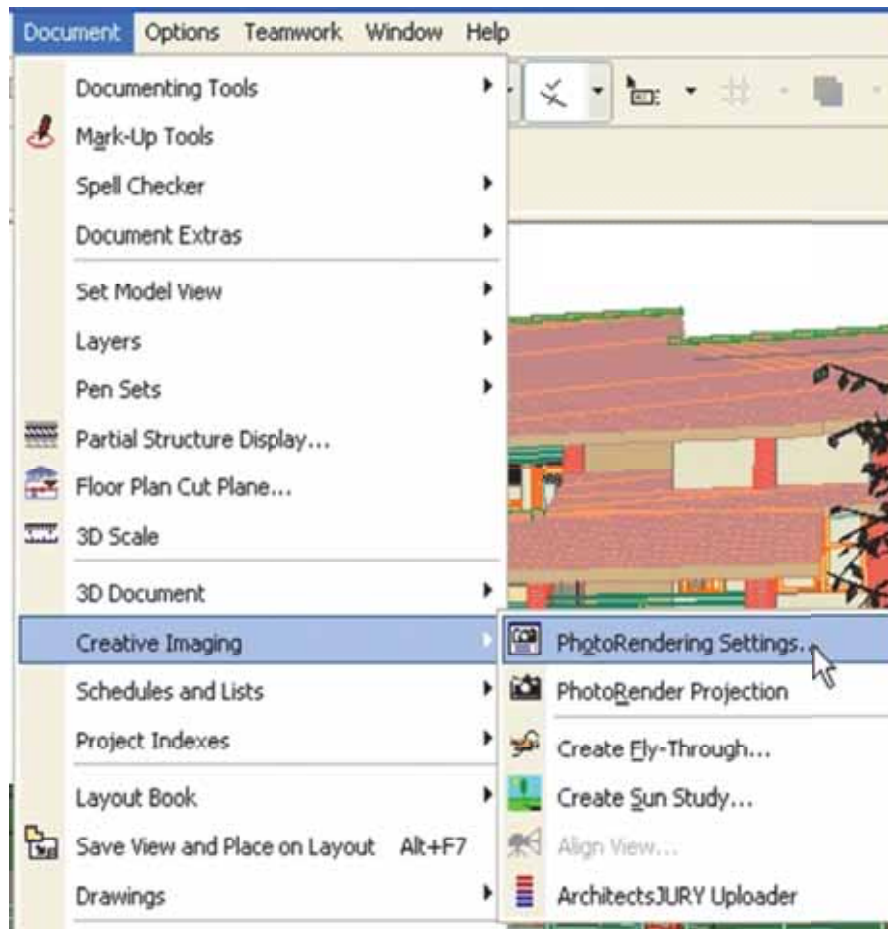 Document Options Teamwork Window Help
Documenting Tools
Mark-Up Tools
Spell Checker
Document Extras
Set Model View
Layers
Pen Sets
Partial Structure Display...
Floor Plan Cut Plane...
3D Scale
3D Document
Creative Imaging
PhotoRendering Settings...
PhotoRender Projection
Create Fly-Through...
Create Sun Study...
Align View...
ArchitectsJURY Uploader
Schedules and Lists
Project Indexes
Layout Book
Save View and Place on Layout Alt+F7
Drawings